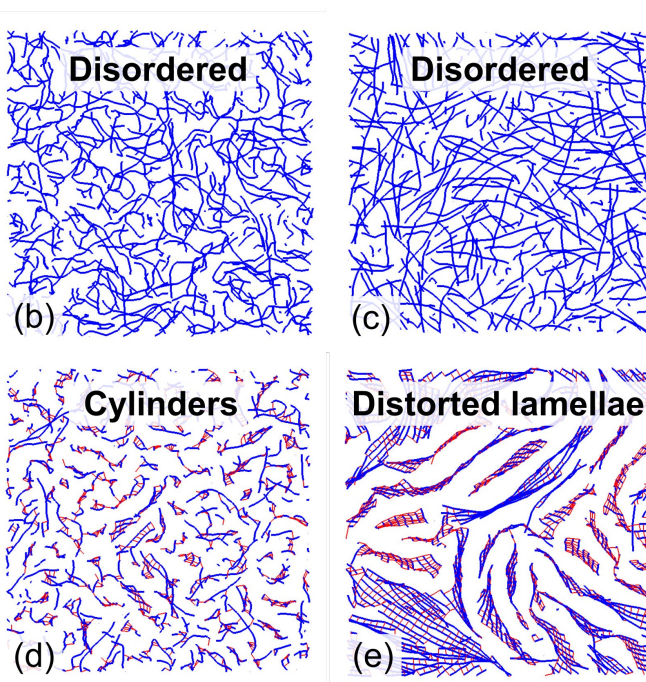 Disordered
Disordered
(b)
(c)
Cylinders
Distorted lamellae
(d)
(e)